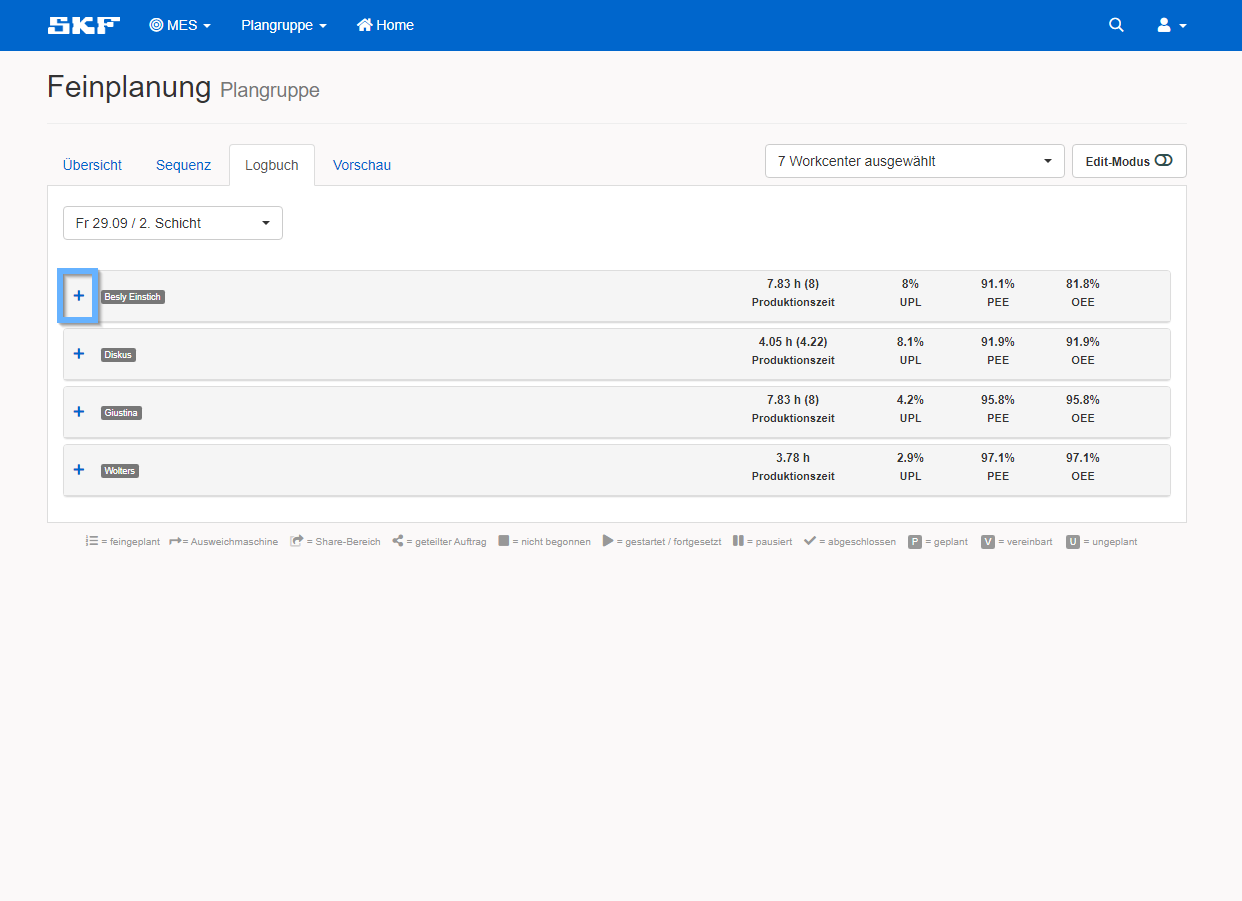 SKF MES Plangruppe Home
Feinplanung Plangruppe
Übersicht Sequenz Logbuch Vorschau 7 Workcenter ausgewählt Edit-Modus
Fr 29.09 / 2. Schicht
Besly Einstich
7.83 h (8) 8% 91.1% 81.8%
Produktionszeit UPL PEE OEE
Diskus
4.05 h (4.22) 8.1% 91.9% 91.9%
Produktionszeit UPL PEE OEE
Giustina
7.83 h (8) 4.2% 95.8% 95.8%
Produktionszeit UPL PEE OEE
Wolters
3.78 h 2.9% 97.1% 97.1%
Produktionszeit UPL PEE OEE
= feingeplant = Ausweichmaschine = Share-Bereich = geteilter Auftrag = nicht begonnen = gestartet / fortgesetzt = pausiert = abgeschlossen P = geplant V = vereinbart U = ungeplant